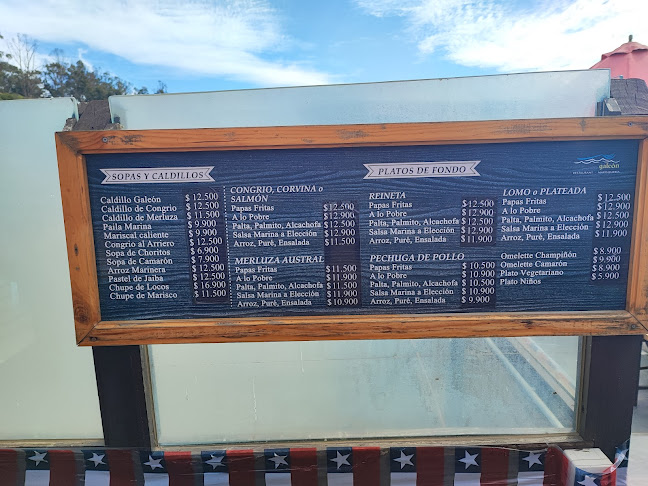 SOPAS Y CALDILLOS
Caldillo Galeón $ 12.500
Caldillo de Congrio $ 12.500
Caldillo de Merluza $ 11.500
Paila Marina $ 9.900
Mariscal caliente $ 9.900
Congrio al Arriero $ 12.500
Sopa de Choritos $ 6.900
Sopa de Camarón $ 7.900
Arroz Marinera $ 12.500
Pastel de Jaiba $ 12.500
Chupe de Locos $ 16.900
Chupe de Marisco $ 11.500
PLATOS DE FONDO
CONGRIO, CORVINA o
SALMÓN
Papas Fritas $ 12.500
A lo Pobre $ 12.900
Palta, Palmito, Alcachofa $ 12.500
Salsa Marina a Elección $ 12.900
Arroz, Puré, Ensalada $ 11.500
MERLUZA AUSTRAL
Papas Fritas $ 11.500
A lo Pobre $ 11.900
Palta, Palmito, Alcachofa $ 11.500
Salsa Marina a Elección $ 11.900
Arroz, Puré, Ensalada $ 10.900
REINETA
Papas Fritas $ 12.500
A lo Pobre $ 12.900
Palta, Palmito, Alcachofa $ 12.500
Salsa Marina a Elección $ 12.900
Arroz, Puré, Ensalada $ 11.500
PECHUGA DE POLLO
Papas Fritas $ 10.500
A lo Pobre $ 10.900
Palta, Palmito, Alcachofa $ 10.500
Salsa Marina a Elección $ 10.900
Arroz, Puré, Ensalada $ 9.900
galeón
LOMO o PLATEADA
Papas Fritas $ 12.500
A lo Pobre $ 12.900
Palta, Palmito, Alcachofa $ 12.500
Salsa Marina a Elección $ 12.900
Arroz, Puré, Ensalada $ 11.900
Omelette Champiñón $ 8.900
Omelette Camarón $ 9.900
Plato Vegetariano $ 8.900
Plato Niños $ 5.900